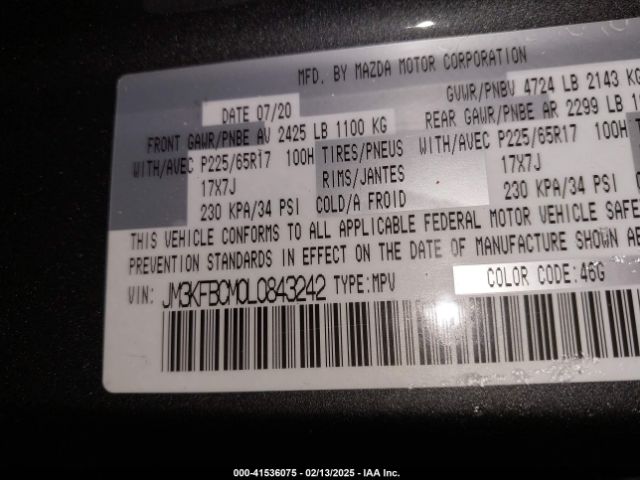 MFD. BY MAZDA MOTOR CORPORATION
DATE 07/20 GVWR/PNBV 4724 LB 2143 KG
FRONT GAWR/PNBE AV 2425 LB 1100 KG REAR GAWR/PNBE AR 2299 LB
WITH/AVEC P225/65R17 100H TIRES/PNEUS WITH/AVEC P225/65R17 100H
17X7J RIMS/JANTES 17X7J
230 KPA/34 PSI COLD/A FROID 230 KPA/34 PSI
THIS VEHICLE CONFORMS TO ALL APPLICABLE FEDERAL MOTOR VEHICLE
PREVENTION STANDARDS IN EFFECT ON THE DATE OF MANUFACTURE SHOWN
VIN: JM3KFBCM0L0843242 TYPE:MPV COLOR CODE:46G
000-41536075 - 02/13/2025 - IAA Inc.